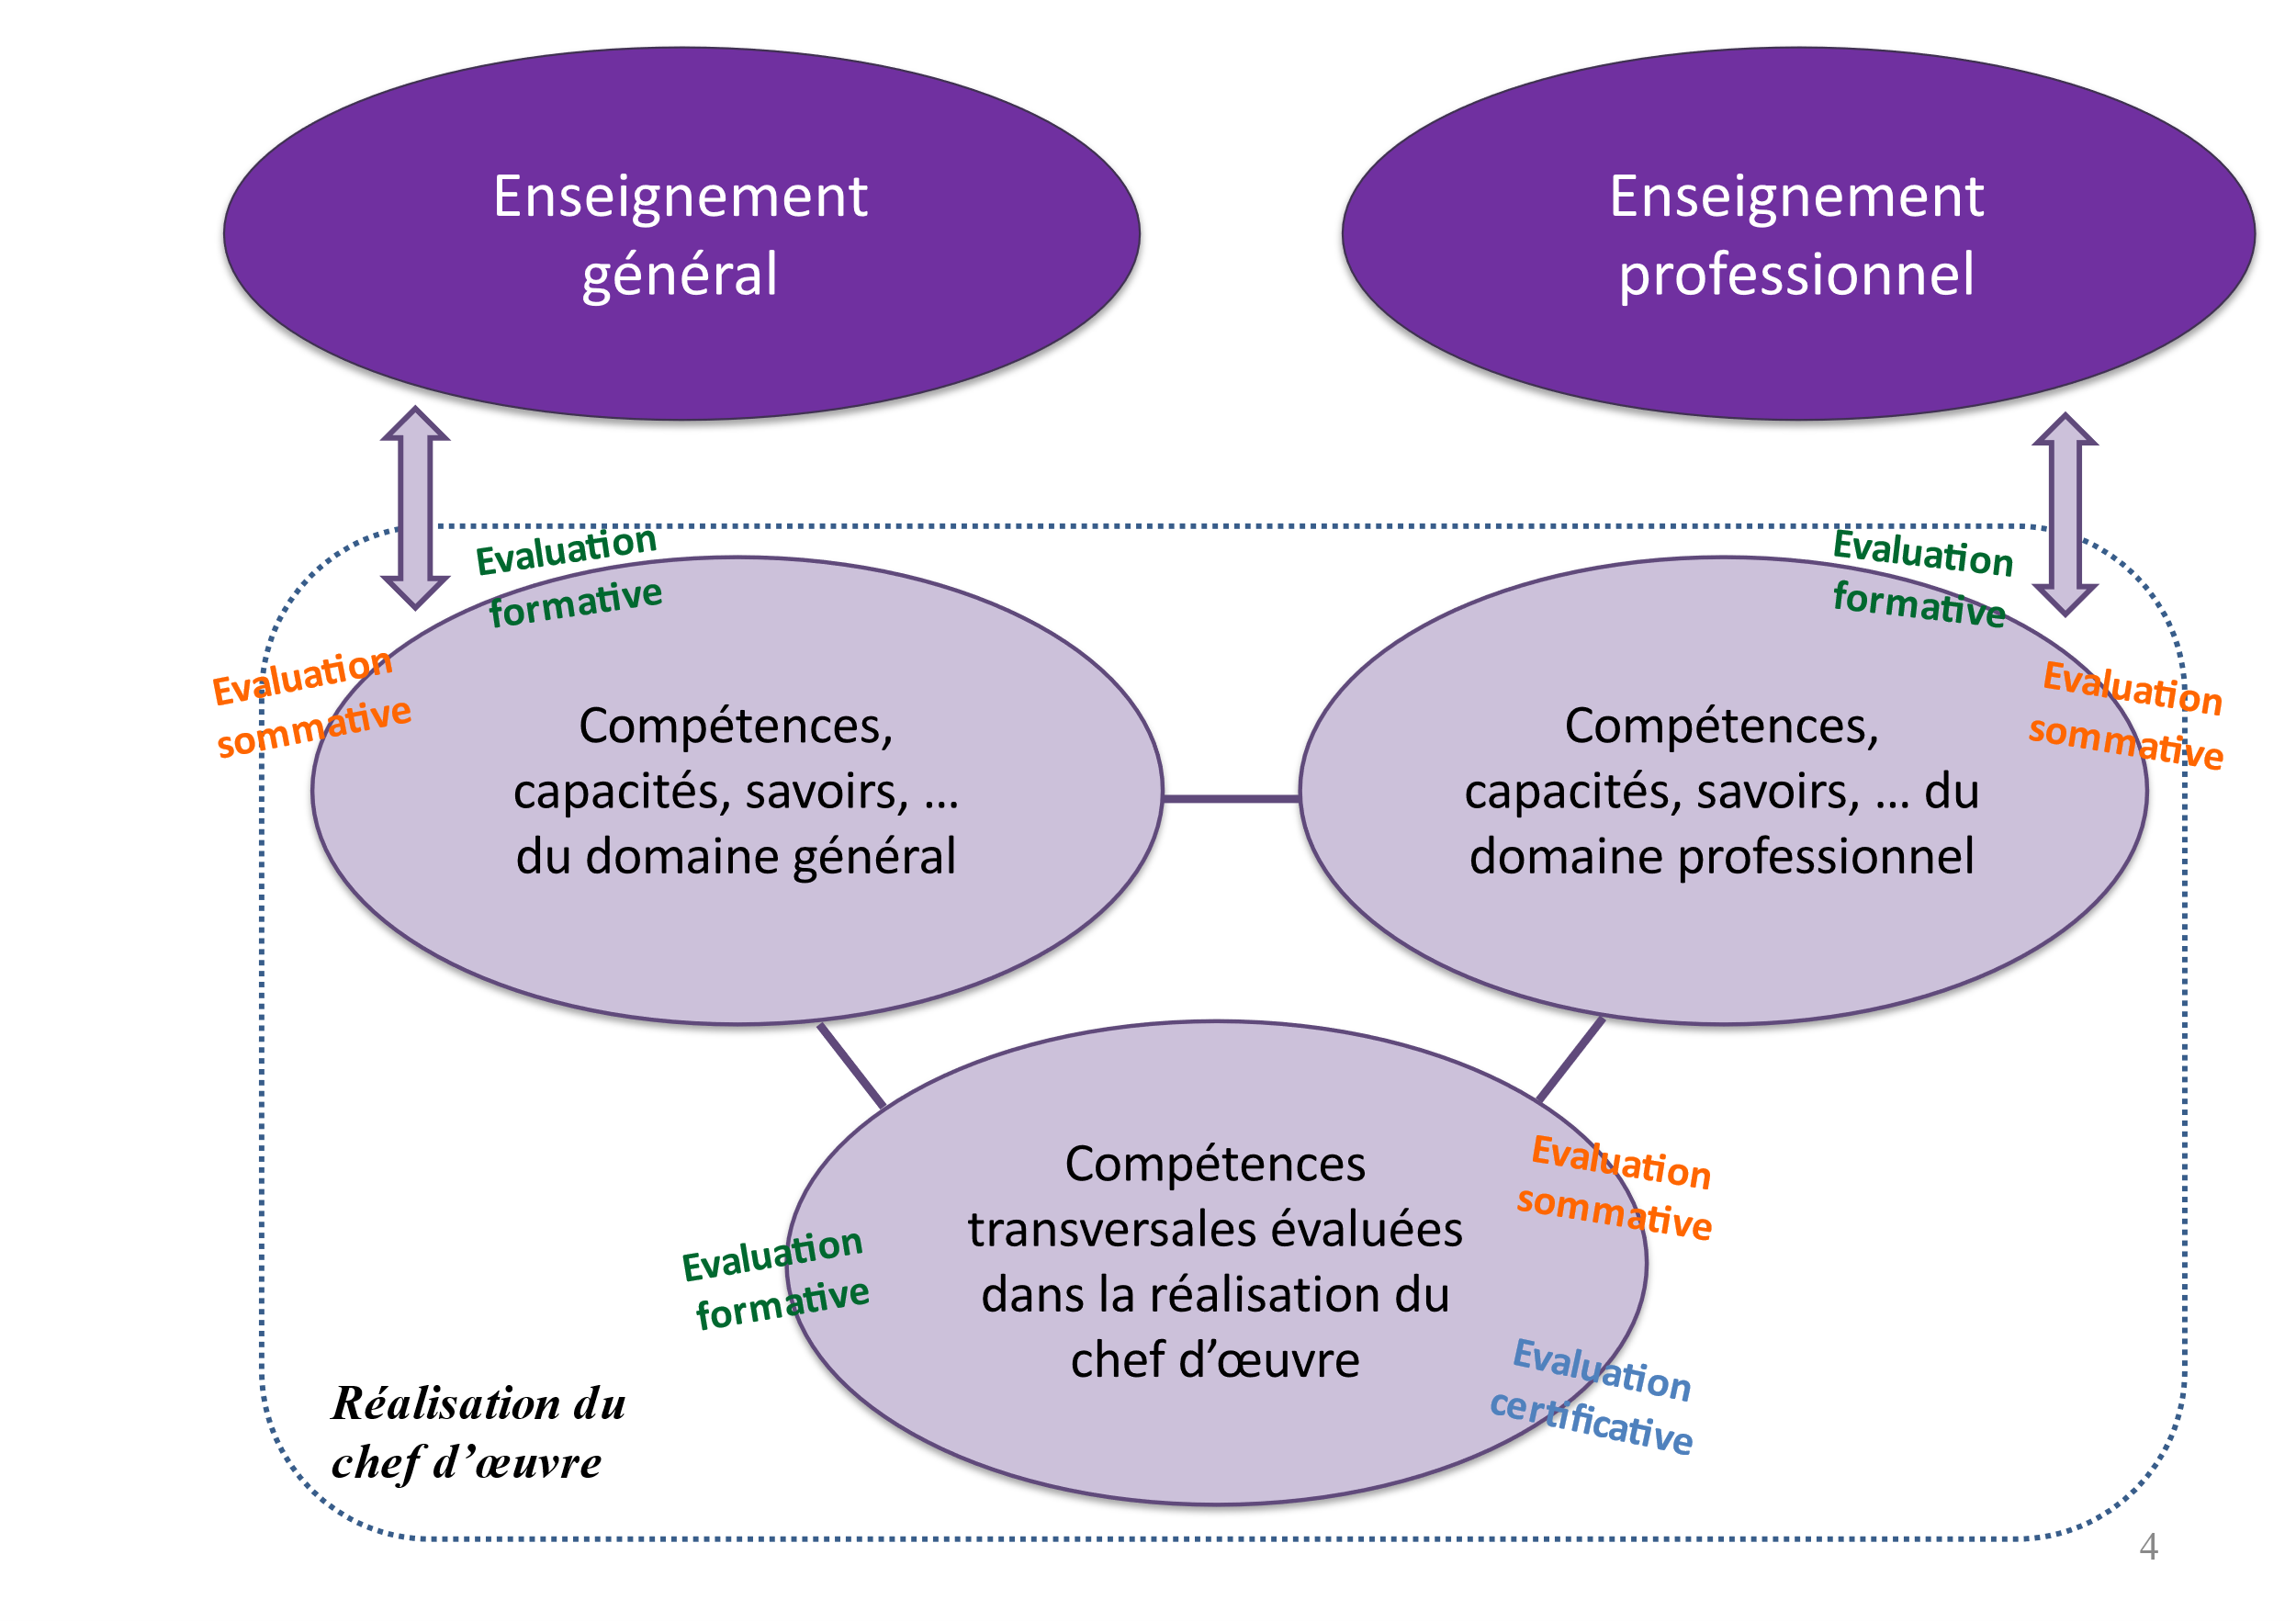 Enseignement
général
Enseignement
professionnel
Evaluation
formative
Evaluation
formative
Evaluation
sommative
Evaluation
sommative
Compétences,
capacités, savoirs, ...
du domaine général
Compétences,
capacités, savoirs, ... du
domaine professionnel
Compétences
transversales évaluées
dans la réalisation du
chef d’œuvre
Evaluation
sommative
Evaluation
formative
Evaluation
certificative
Réalisation du
chef d’œuvre
4